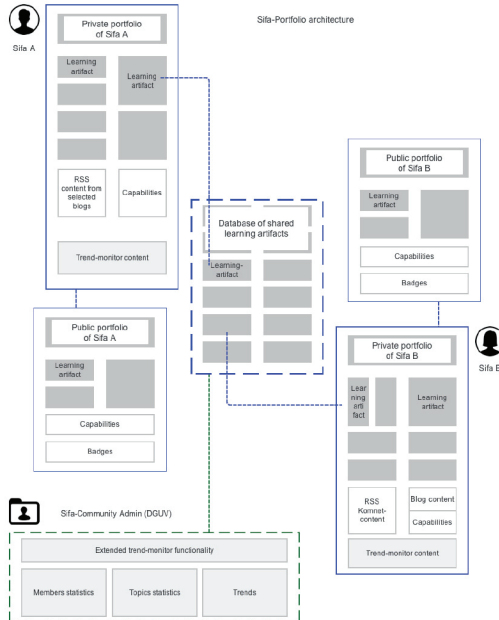 Sifa-Portfolio architecture
Sifa A
Private portfolio
of Sifa A
Learning
artifact
Learning
artifact
RSS
content from
selected
blogs
Capabilities
Trend-monitor content
Public portfolio
of Sifa A
Learning
artifact
Capabilities
Badges
Database of shared
learning artifacts
Learning-
artifact
Public portfolio
of Sifa B
Learning
artifact
Capabilities
Badges
Sifa B
Private portfolio
of Sifa B
Lear
ning
arti
fact
Learning
artifact
RSS
Komnet-
content
Blog content
Capabilities
Trend-monitor content
Sifa-Community Admin (DGUV)
Extended trend-monitor functionality
Members statistics
Topics statistics
Trends